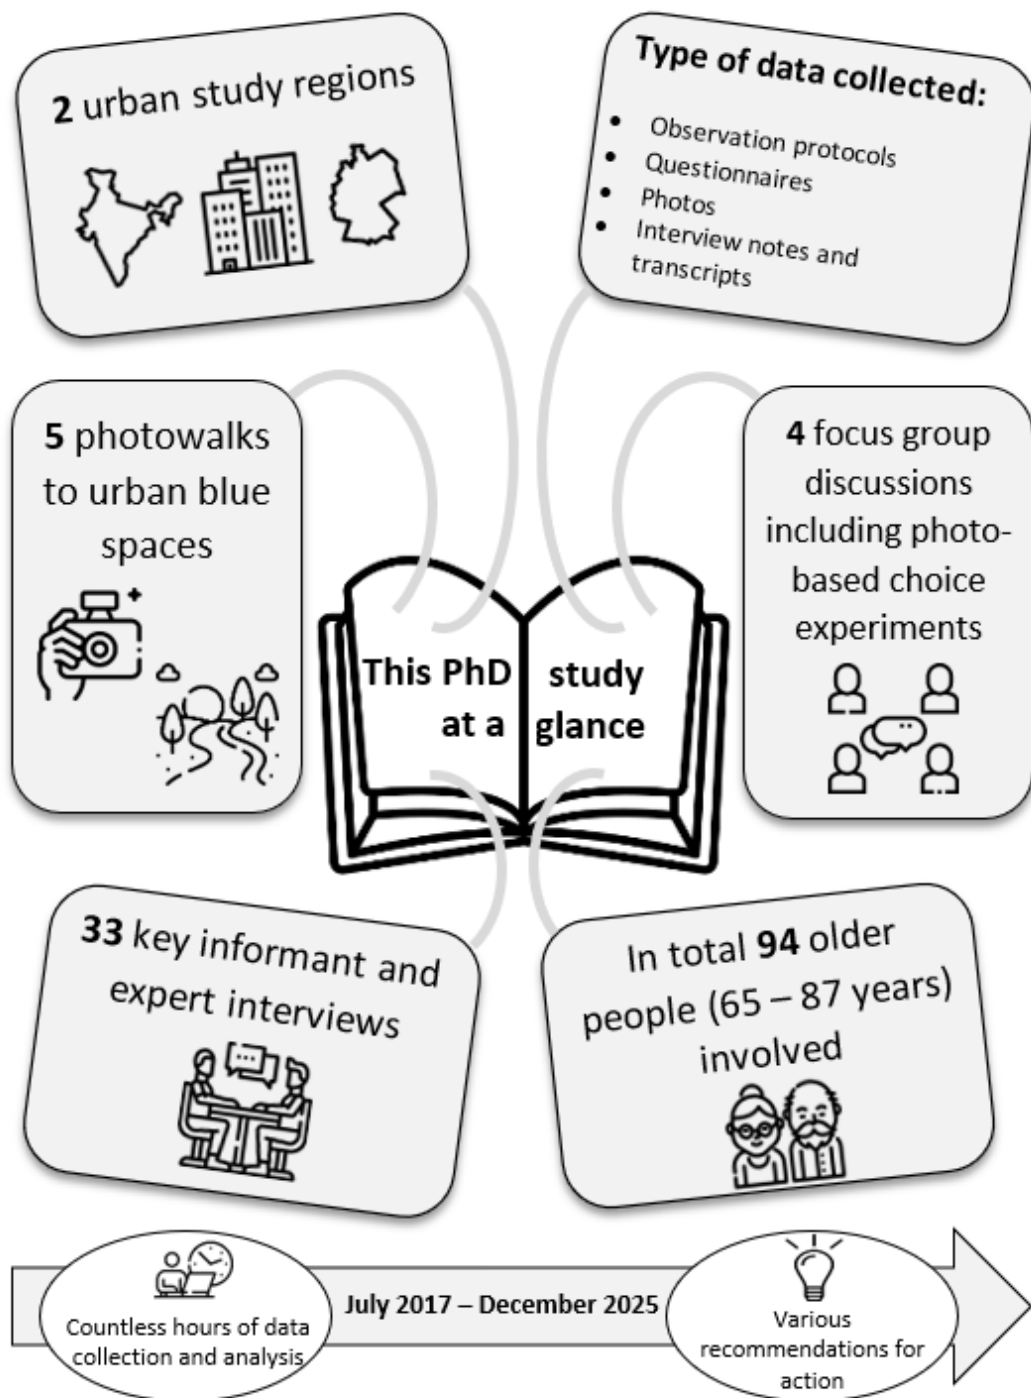 2 urban study regions
Type of data collected:
• Observation protocols
• Questionnaires
• Photos
• Interview notes and
transcripts
5 photowalks
to urban blue
spaces
4 focus group
discussions
including photo-
based choice
experiments
This PhD study
at a glance
33 key informant and
expert interviews
In total 94 older
people (65 – 87 years)
involved
Countless hours of data
collection and analysis
July 2017 – December 2025
Various
recommendations for
action